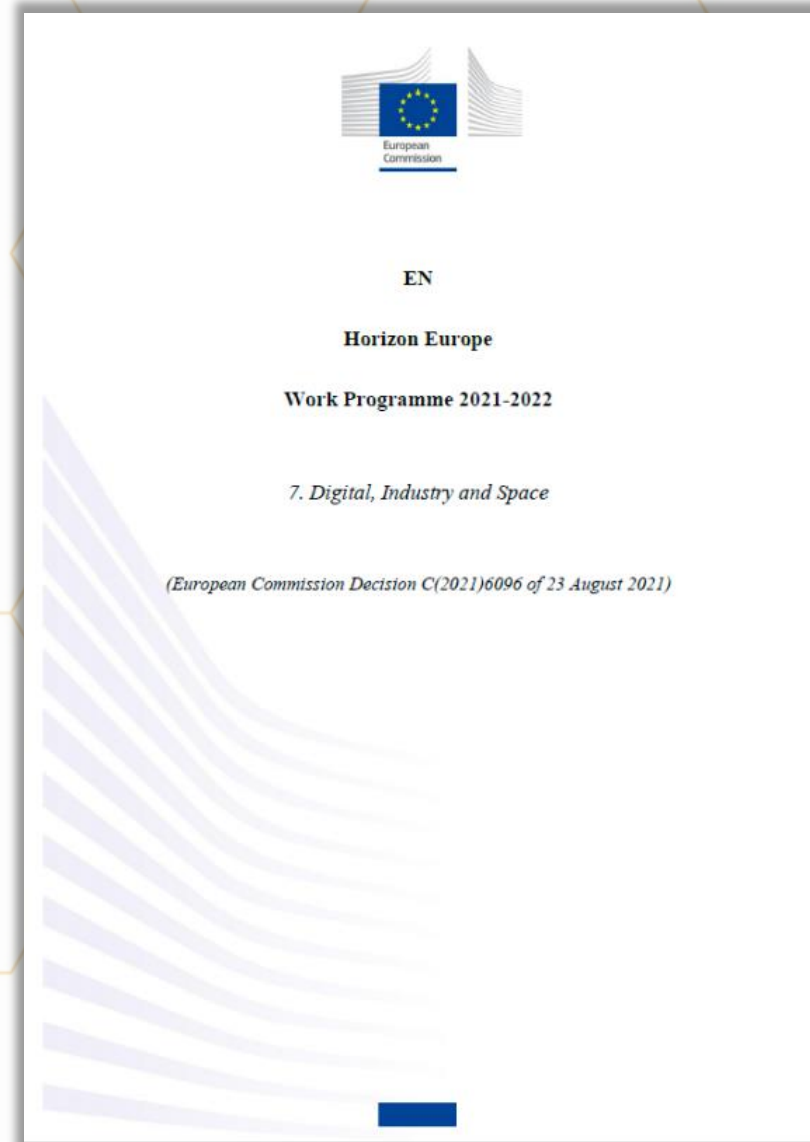 European
Commission
EN
Horizon Europe
Work Programme 2021-2022
7. Digital, Industry and Space
(European Commission Decision C(2021)6096 of 23 August 2021)